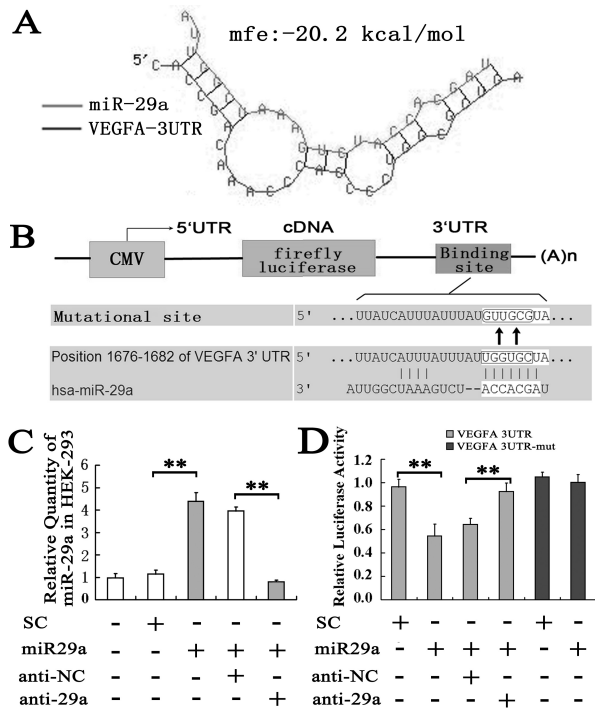 A
mfe:-20.2 kcal/mol
5'
miR-29a
VEGFA-3UTR
B
5'UTR
cDNA
3'UTR
CMV
firefly
luciferase
Binding
site
(A)n
Mutational site 5' ...UUAUCAUUUAUUUAUGUUGCGUA...
Position 1676-1682 of VEGFA 3' UTR 5' ...UUAUCAUUUAUUUAUUGGUGCUA...
hsa-miR-29a 3' AUUGGCUAAAGUCU--ACCACGAU
C
Relative Quantity of
miR-29a in HEK-293
6
5
4
3
2
1
0
** **
SC - + - - -
miR29a - - + + +
anti-NC - - - + -
anti-29a - - - - +
D
VEGFA 3UTR
VEGFA 3UTR-mut
Relative Luciferase Activity
1.2
1.0
0.8
0.6
0.4
0.2
0.0
** **
SC + - - - + -
miR29a - + + + - +
anti-NC - - + - - -
anti-29a - - - + - -